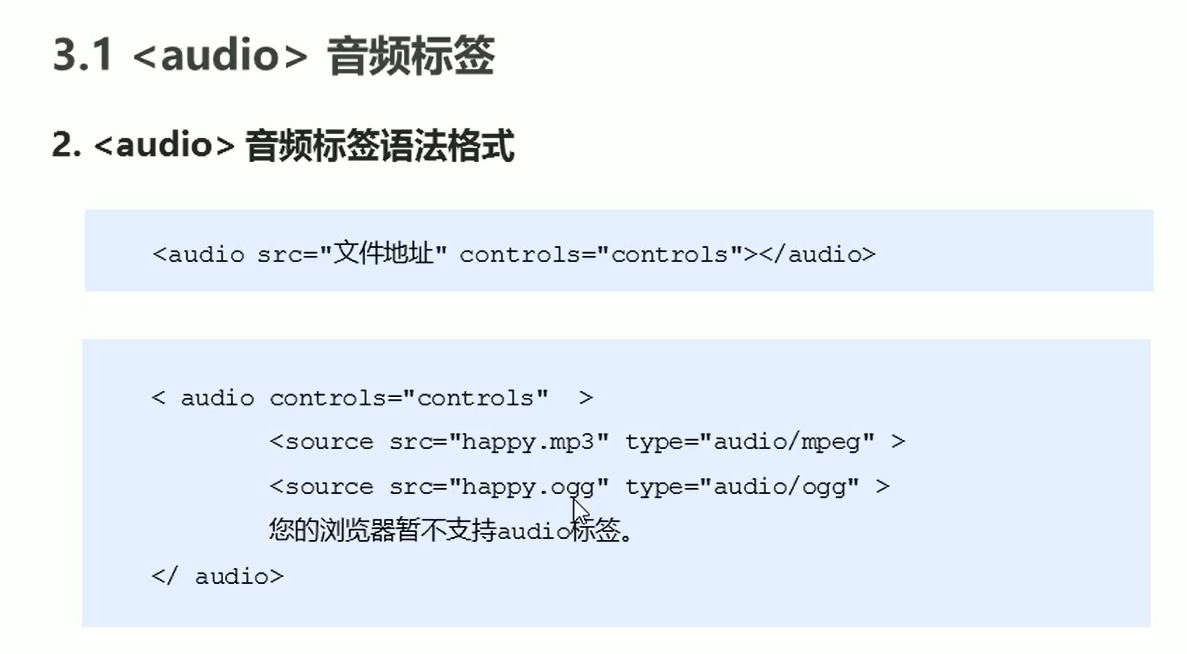 3.1 <audio> 音频标签
2. <audio> 音频标签语法格式
<audio src="文件地址" controls="controls"></audio>
< audio controls="controls"  >
<source src="happy.mp3" type="audio/mpeg" >
<source src="happy.ogg" type="audio/ogg" >
您的浏览器暂不支持audio标签。
</ audio>